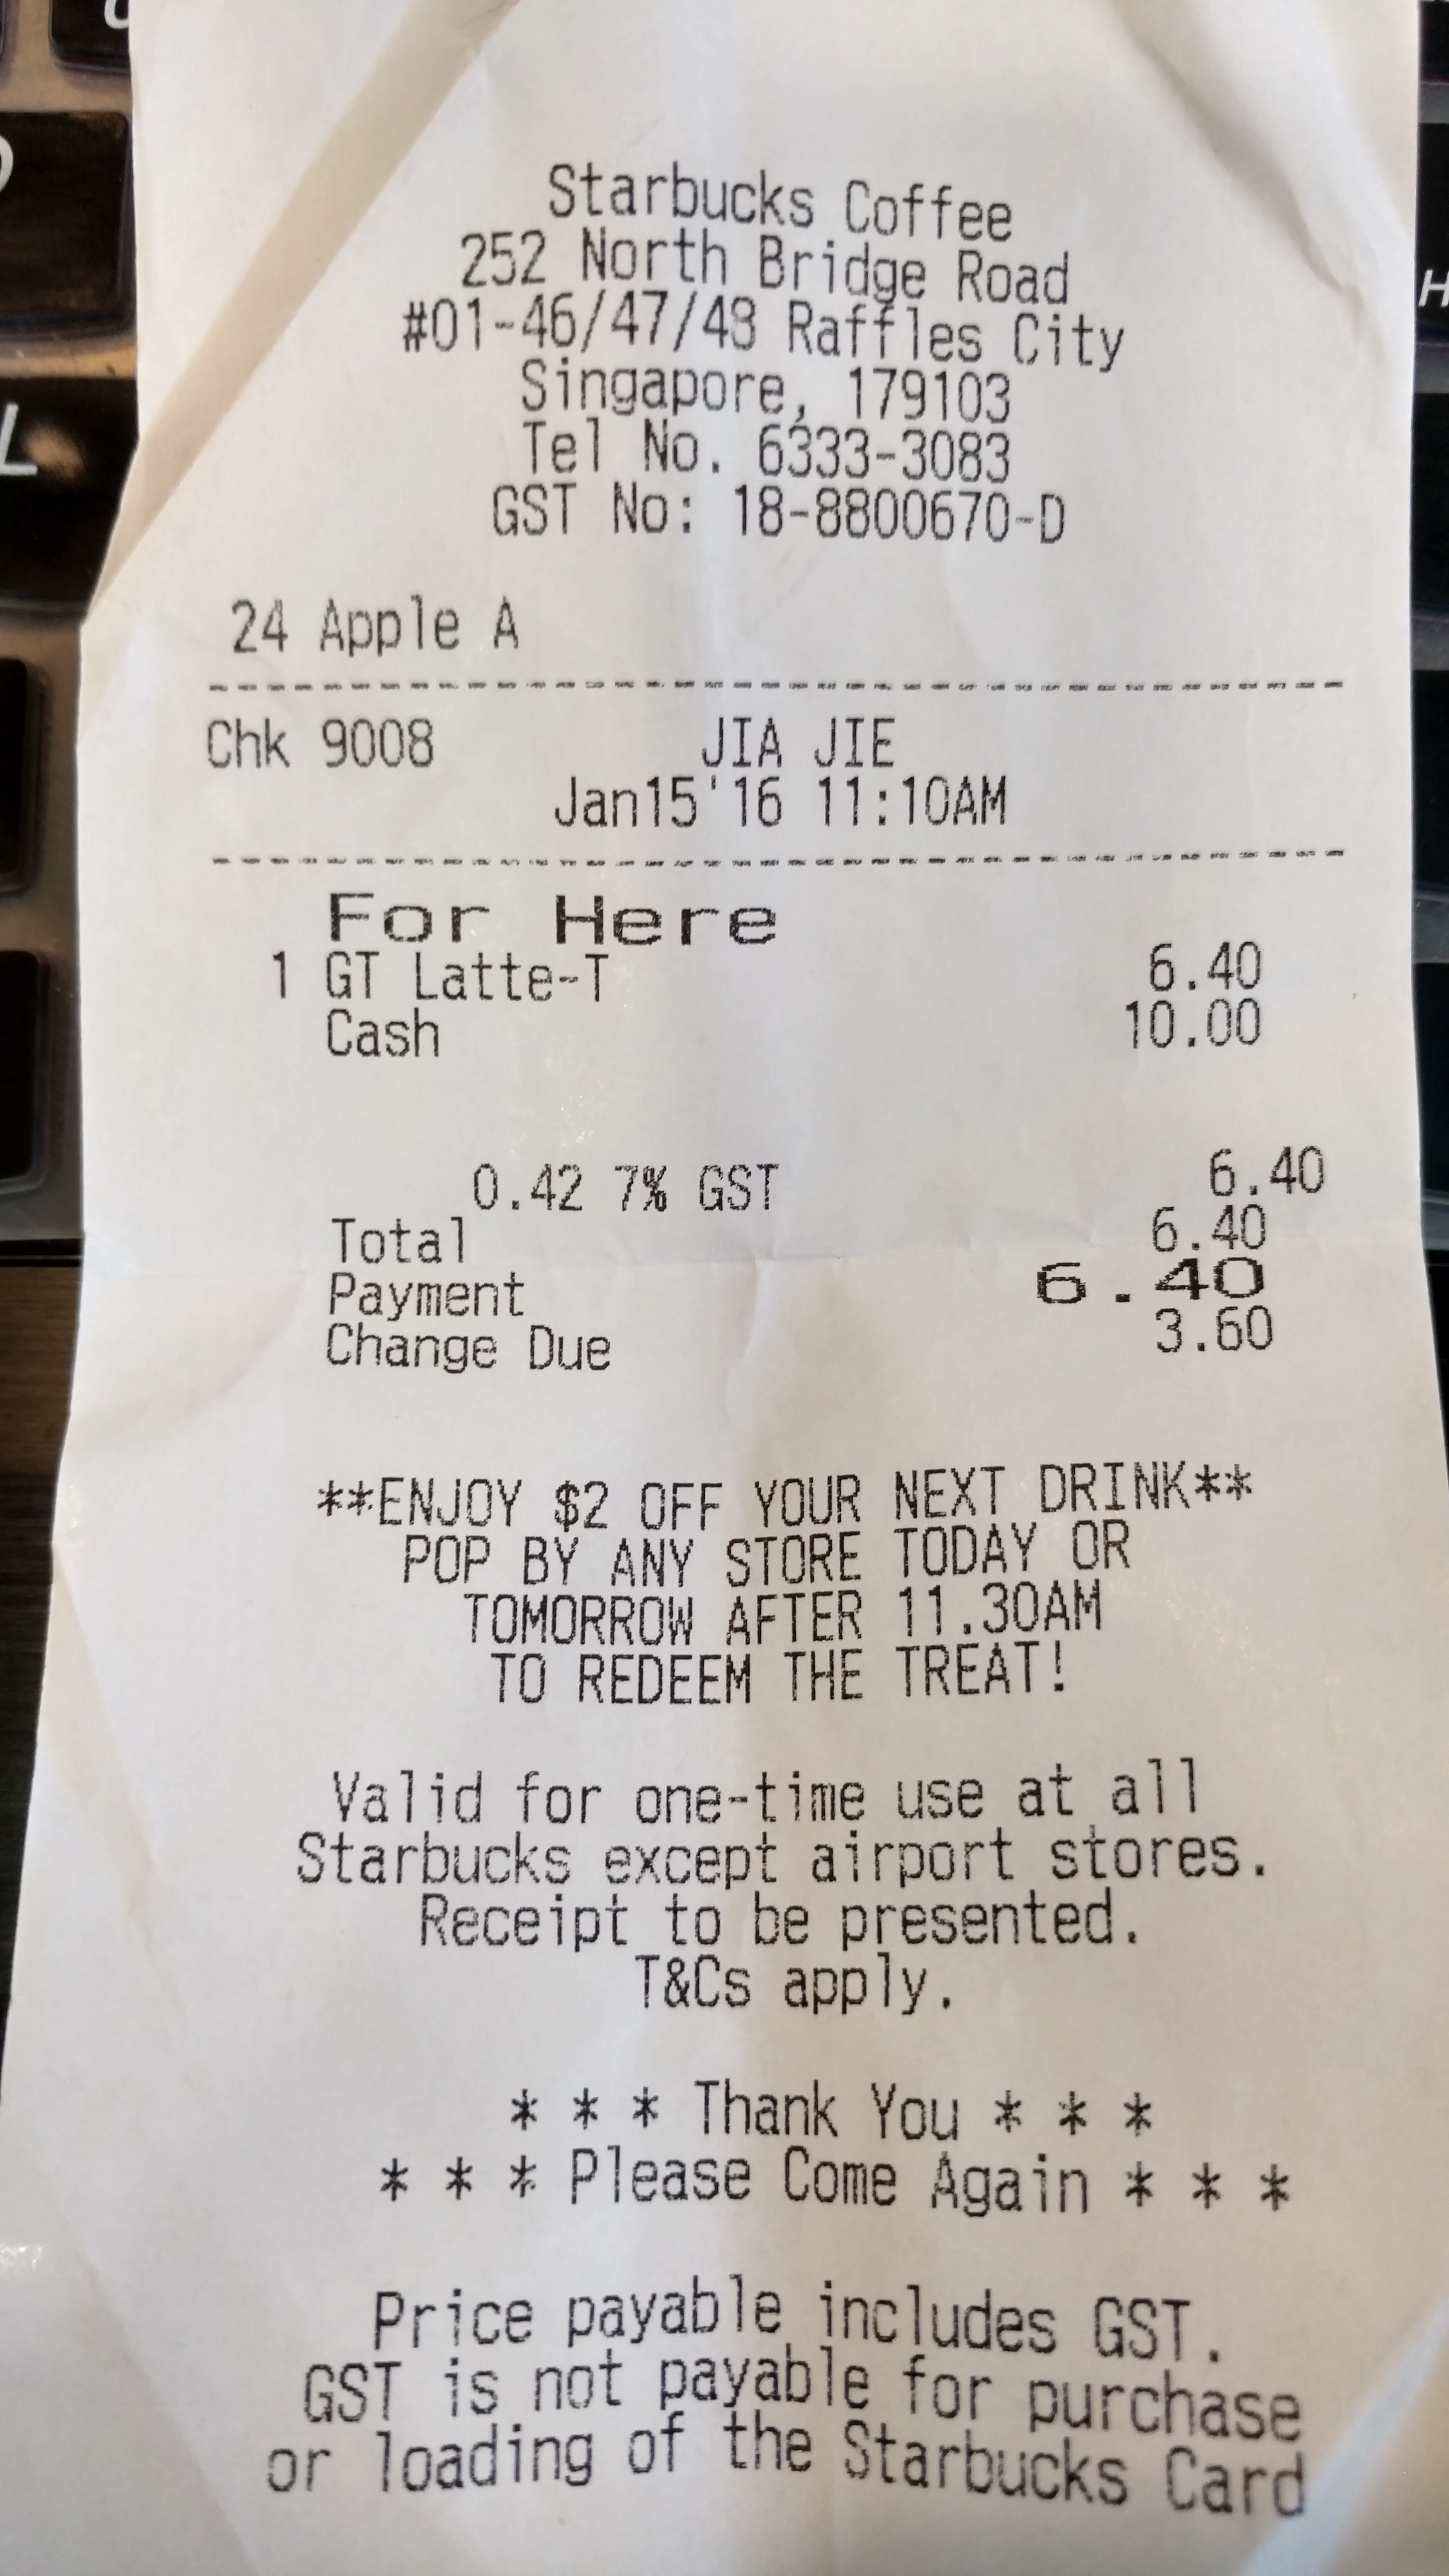 Starbucks Coffee
252 North Bridge Road
#01-46/47/48 Raffles City
Singapore, 179103
Tel No. 6333-3083
GST No: 18-8800670-D
24 Apple A
Chk 9008 JIA JIE
Jan15'16 11:10AM
For Here
1 GT Latte-T 6.40
Cash 10.00
0.42 7% GST 6.40
Total 6.40
Payment 6.40
Change Due 3.60
**ENJOY $2 OFF YOUR NEXT DRINK**
POP BY ANY STORE TODAY OR
TOMORROW AFTER 11.30AM
TO REDEEM THE TREAT!
Valid for one-time use at all
Starbucks except airport stores.
Receipt to be presented.
T&Cs apply.
* * * Thank You * * *
* * * Please Come Again * * *
Price payable includes GST.
GST is not payable for purchase
or loading of the Starbucks Card
L
H